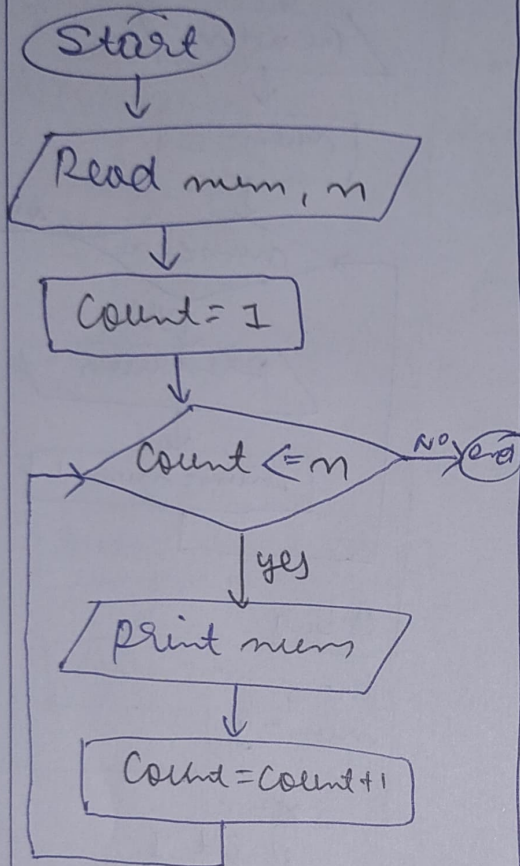 Start
Read num, n
Count = 1
Count <= n
NO
end
yes
print num
Count = Count + 1